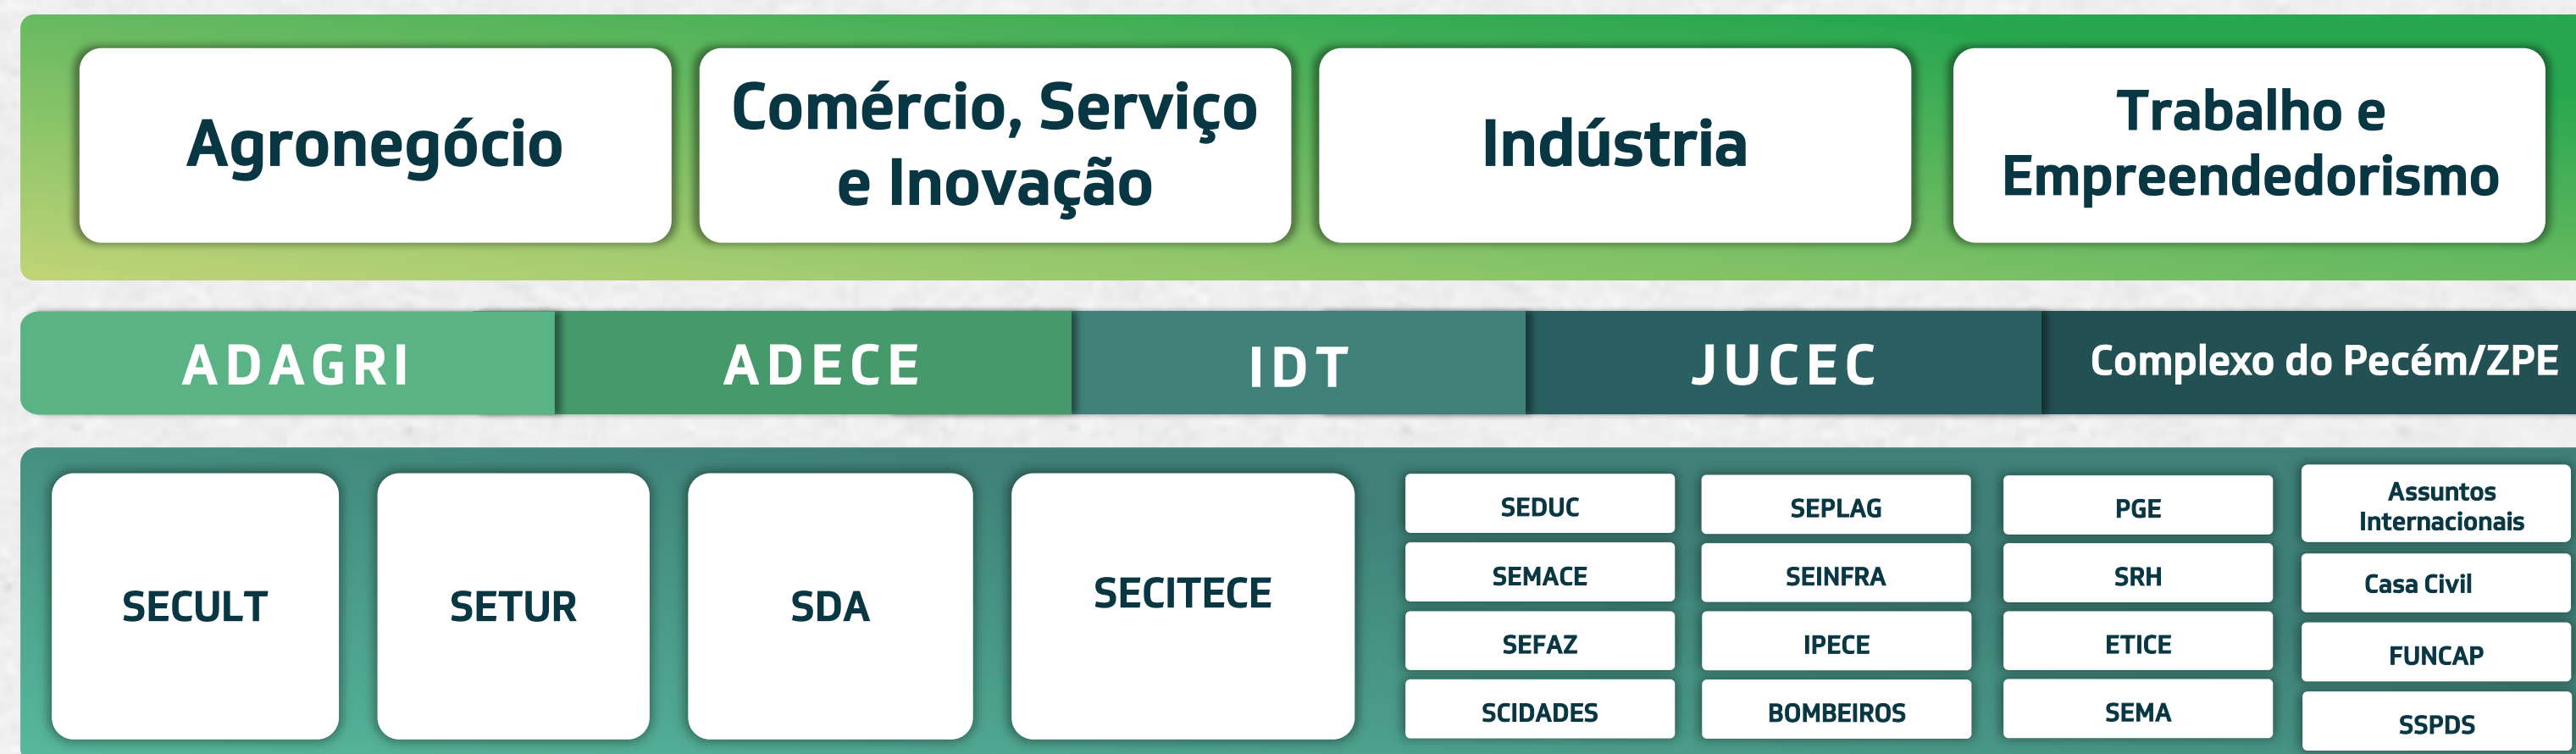 Agronegócio
Comércio, Serviço
e Inovação
Indústria
Trabalho e
Empreendedorismo
ADAGRI
ADECE
IDT
JUCEC
Complexo do Pecém/ZPE
SECULT
SETUR
SDA
SECITECE
SEDUC
SEMACE
SEFAZ
SCIDADES
SEPLAG
SEINFRA
IPECE
BOMBEIROS
PGE
SRH
ETICE
SEMA
Assuntos
Internacionais
Casa Civil
FUNCAP
SSPDS